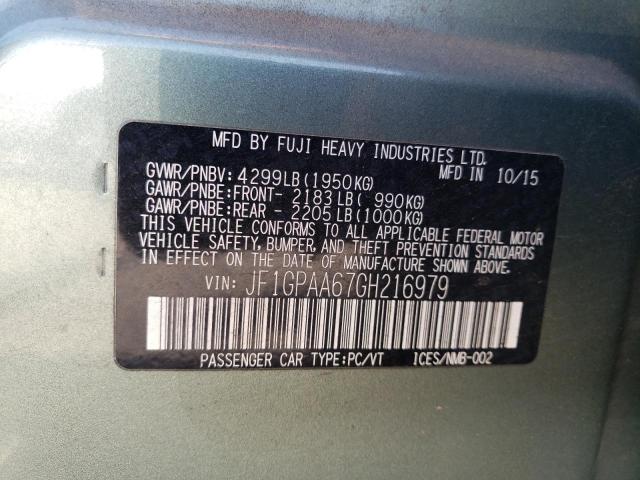 MFD BY FUJI HEAVY INDUSTRIES LTD.
MFD IN 10/15
GVWR/PNBV: 4299LB(1950KG)
GAWR/PNBE:FRONT- 2183LB( 990KG)
GAWR/PNBE:REAR - 2205LB(1000KG)
THIS VEHICLE CONFORMS TO ALL APPLICABLE FEDERAL MOTOR
VEHICLE SAFETY, BUMPER, AND THEFT PREVENTION STANDARDS
IN EFFECT ON THE DATE OF MANUFACTURE SHOWN ABOVE.
VIN: JF1GPAA67GH216979
PASSENGER CAR TYPE:PC/VT ICES/NMB-002